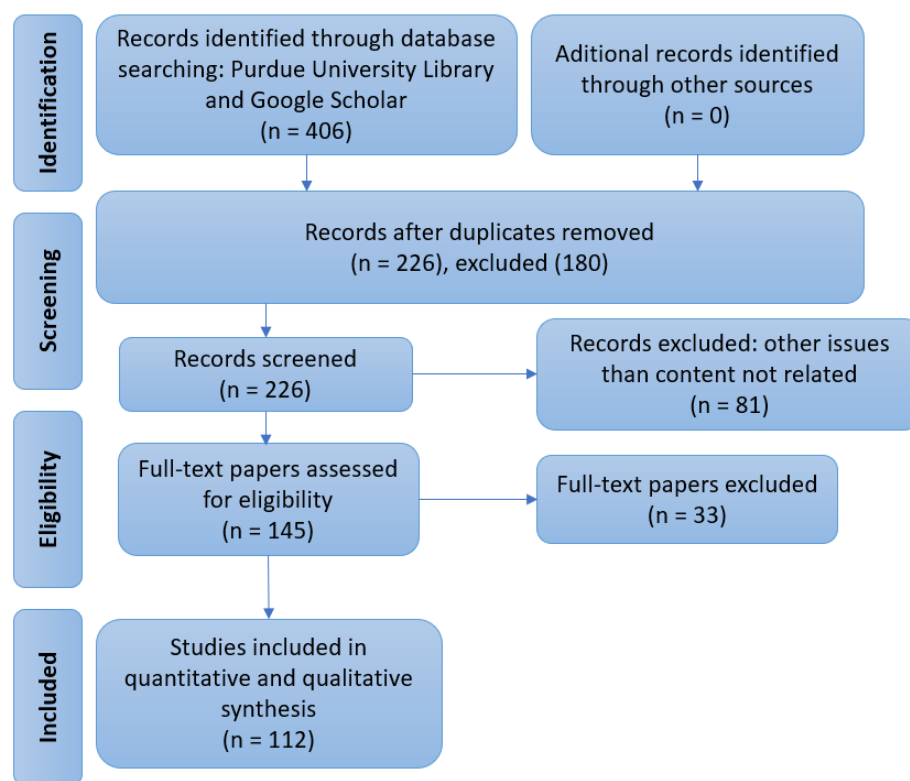 Identification
Records identified through database
searching: Purdue University Library
and Google Scholar
(n = 406)
Aditional records identified
through other sources
(n = 0)
Screening
Records after duplicates removed
(n = 226), excluded (180)
Records screened
(n = 226)
Records excluded: other issues
than content not related
(n = 81)
Eligibility
Full-text papers assessed
for eligibility
(n = 145)
Full-text papers excluded
(n = 33)
Included
Studies included in
quantitative and qualitative
synthesis
(n = 112)